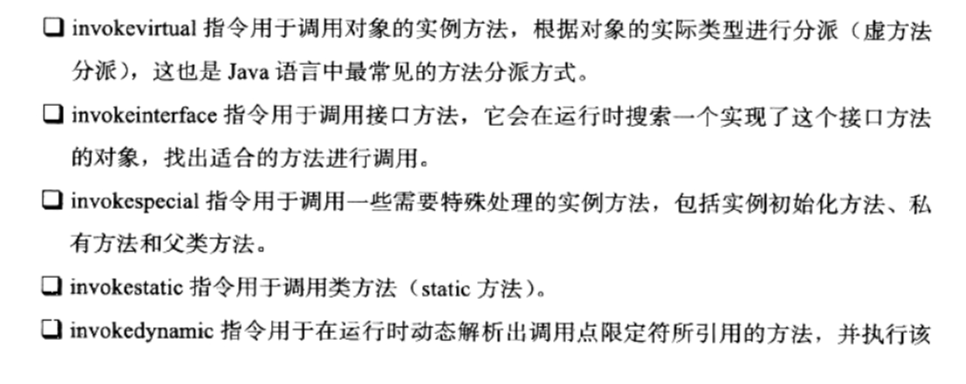 ❑ invokevirtual 指令用于调用对象的实例方法，根据对象的实际类型进行分派（虚方法
分派），这也是 Java 语言中最常见的方法分派方式。
❑ invokeinterface 指令用于调用接口方法，它会在运行时搜索一个实现了这个接口方法
的对象，找出适合的方法进行调用。
❑ invokespecial 指令用于调用一些需要特殊处理的实例方法，包括实例初始化方法、私
有方法和父类方法。
❑ invokestatic 指令用于调用类方法（static 方法）。
❑ invokedynamic 指令用于在运行时动态解析出调用点限定符所引用的方法，并执行该